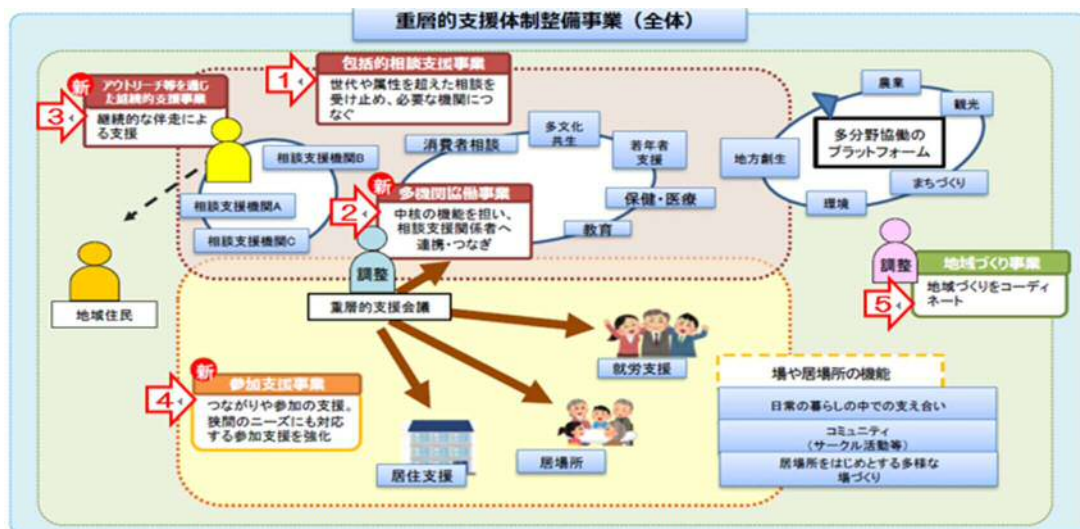 重層的支援体制整備事業（全体）
新
アウトリーチ等を通じ
た継続的支援事業
3
継続的な伴走によ
る支援
1
包括的相談支援事業
世代や属性を超えた相談を
受け止め、必要な機関につ
なぐ
相談支援機関B
相談支援機関A
相談支援機関C
消費者相談
多文化
共生
若年者
支援
保健・医療
教育
新
2
多機関協働事業
中核の機能を担い、
相談支援関係者へ
連携・つなぎ
調整
重層的支援会議
農業
観光
多分野協働の
プラットフォーム
地方創生
まちづくり
環境
調整
地域づくり事業
5
地域づくりをコーディ
ネート
地域住民
新
4
参加支援事業
つながりや参加の支援。
狭間のニーズにも対応
する参加支援を強化
就労支援
居場所
居住支援
場や居場所の機能
日常の暮らしの中での支え合い
コミュニティ
（サークル活動等）
居場所をはじめとする多様な
場づくり